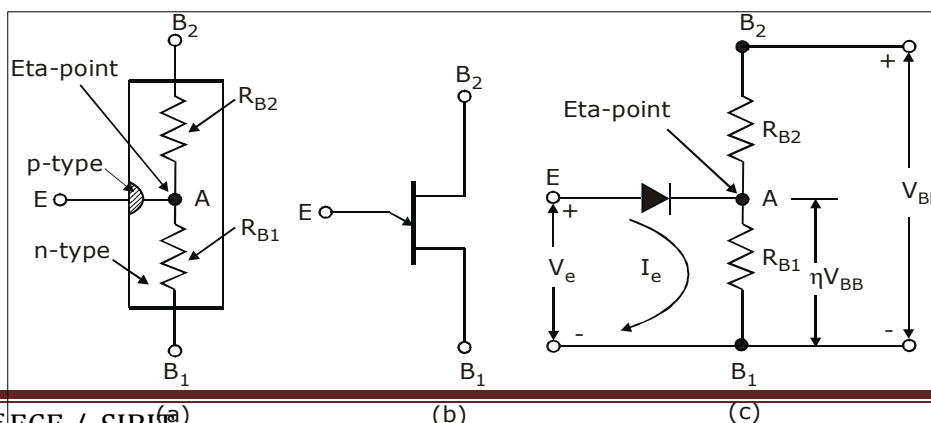 B2
Eta-point
RB2
p-type
E
A
RB1
n-type
B1
(a)
B2
E
B1
(b)
B2
Eta-point
RB2
E
+
A
RB1
Ve
Ie
ηVBB
-
B1
+
-
(c)